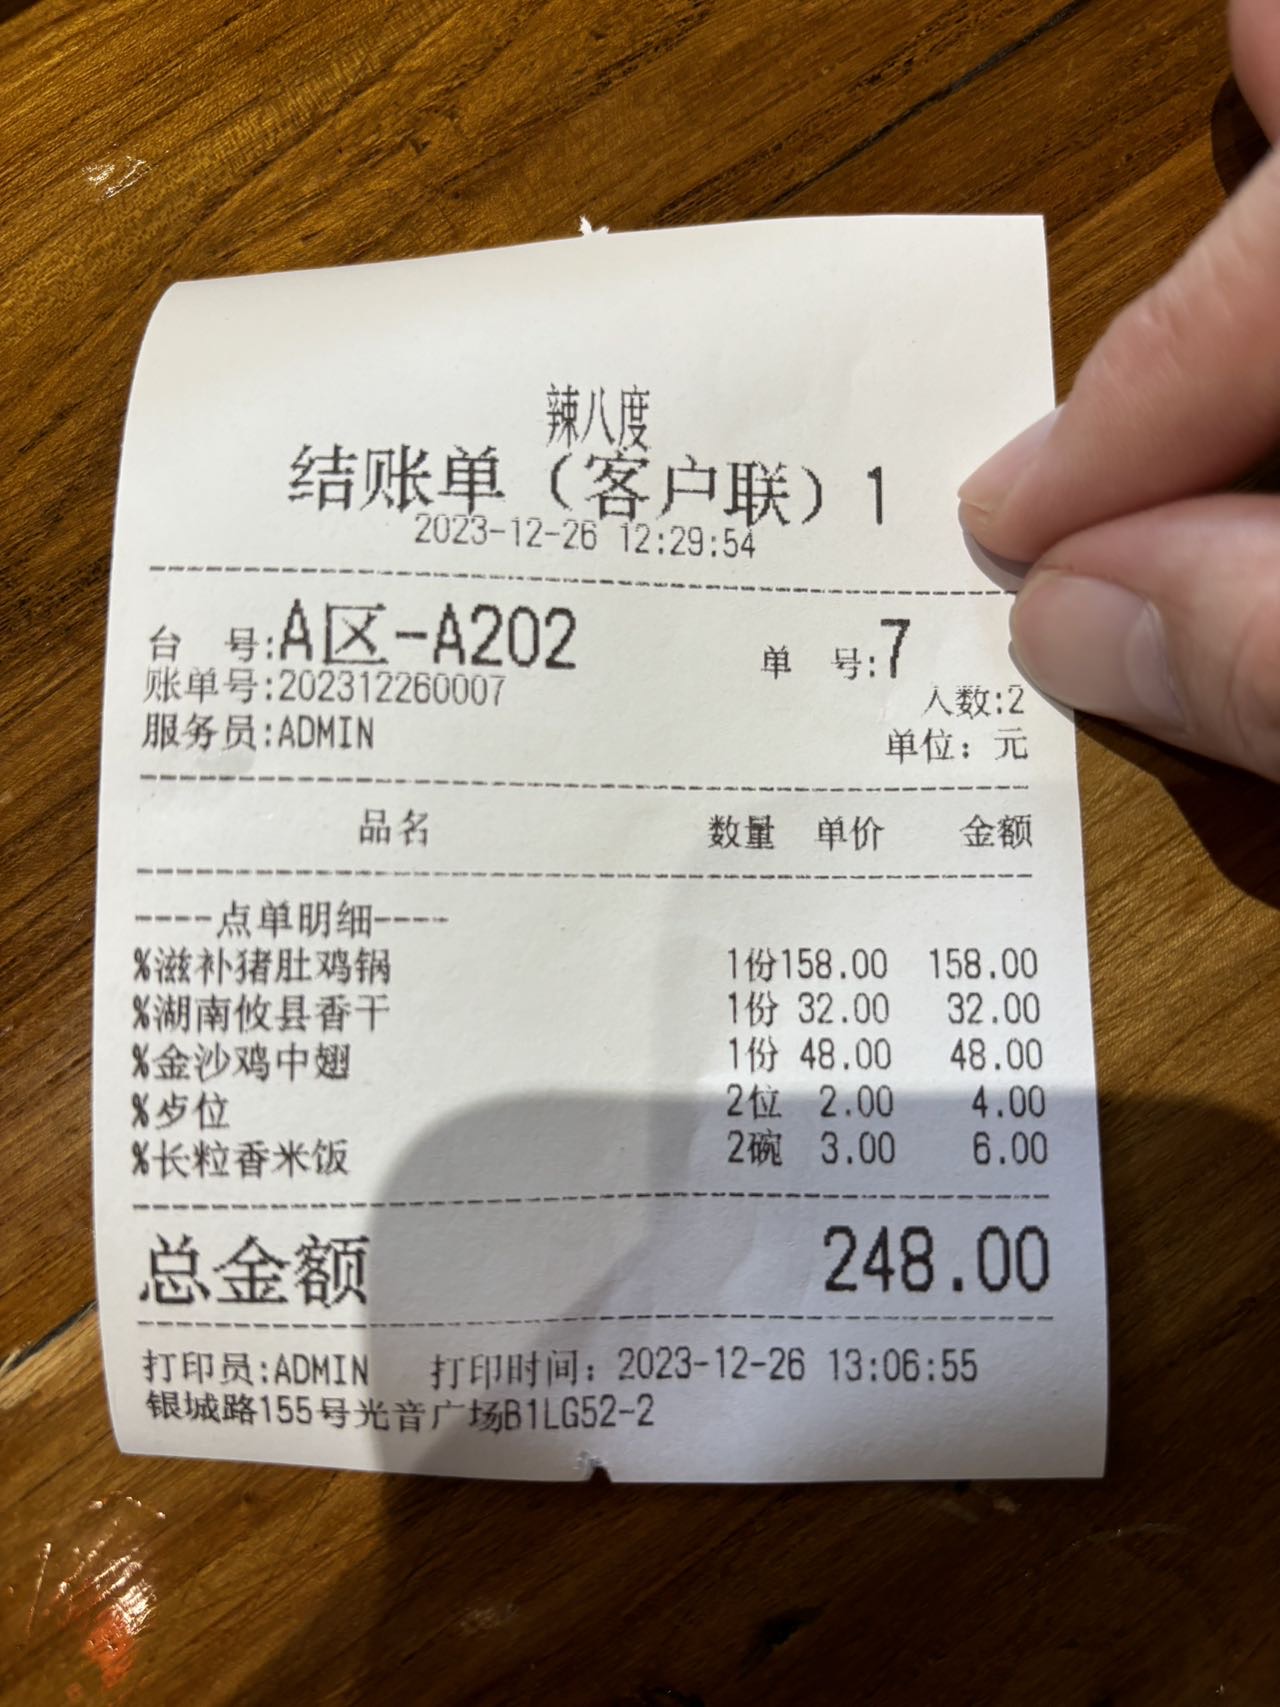 辣八度
结账单（客户联）1
2023-12-26 12:29:54
台 号:A区-A202 单 号:7
账单号:202312260007 人数:2
服务员:ADMIN 单位：元
品名 数量 单价 金额
----点单明细----
%滋补猪肚鸡锅 1份158.00 158.00
%湖南攸县香干 1份 32.00 32.00
%金沙鸡中翅 1份 48.00 48.00
%歺位 2位 2.00 4.00
%长粒香米饭 2碗 3.00 6.00
总金额 248.00
打印员:ADMIN 打印时间：2023-12-26 13:06:55
银城路155号光音广场B1LG52-2